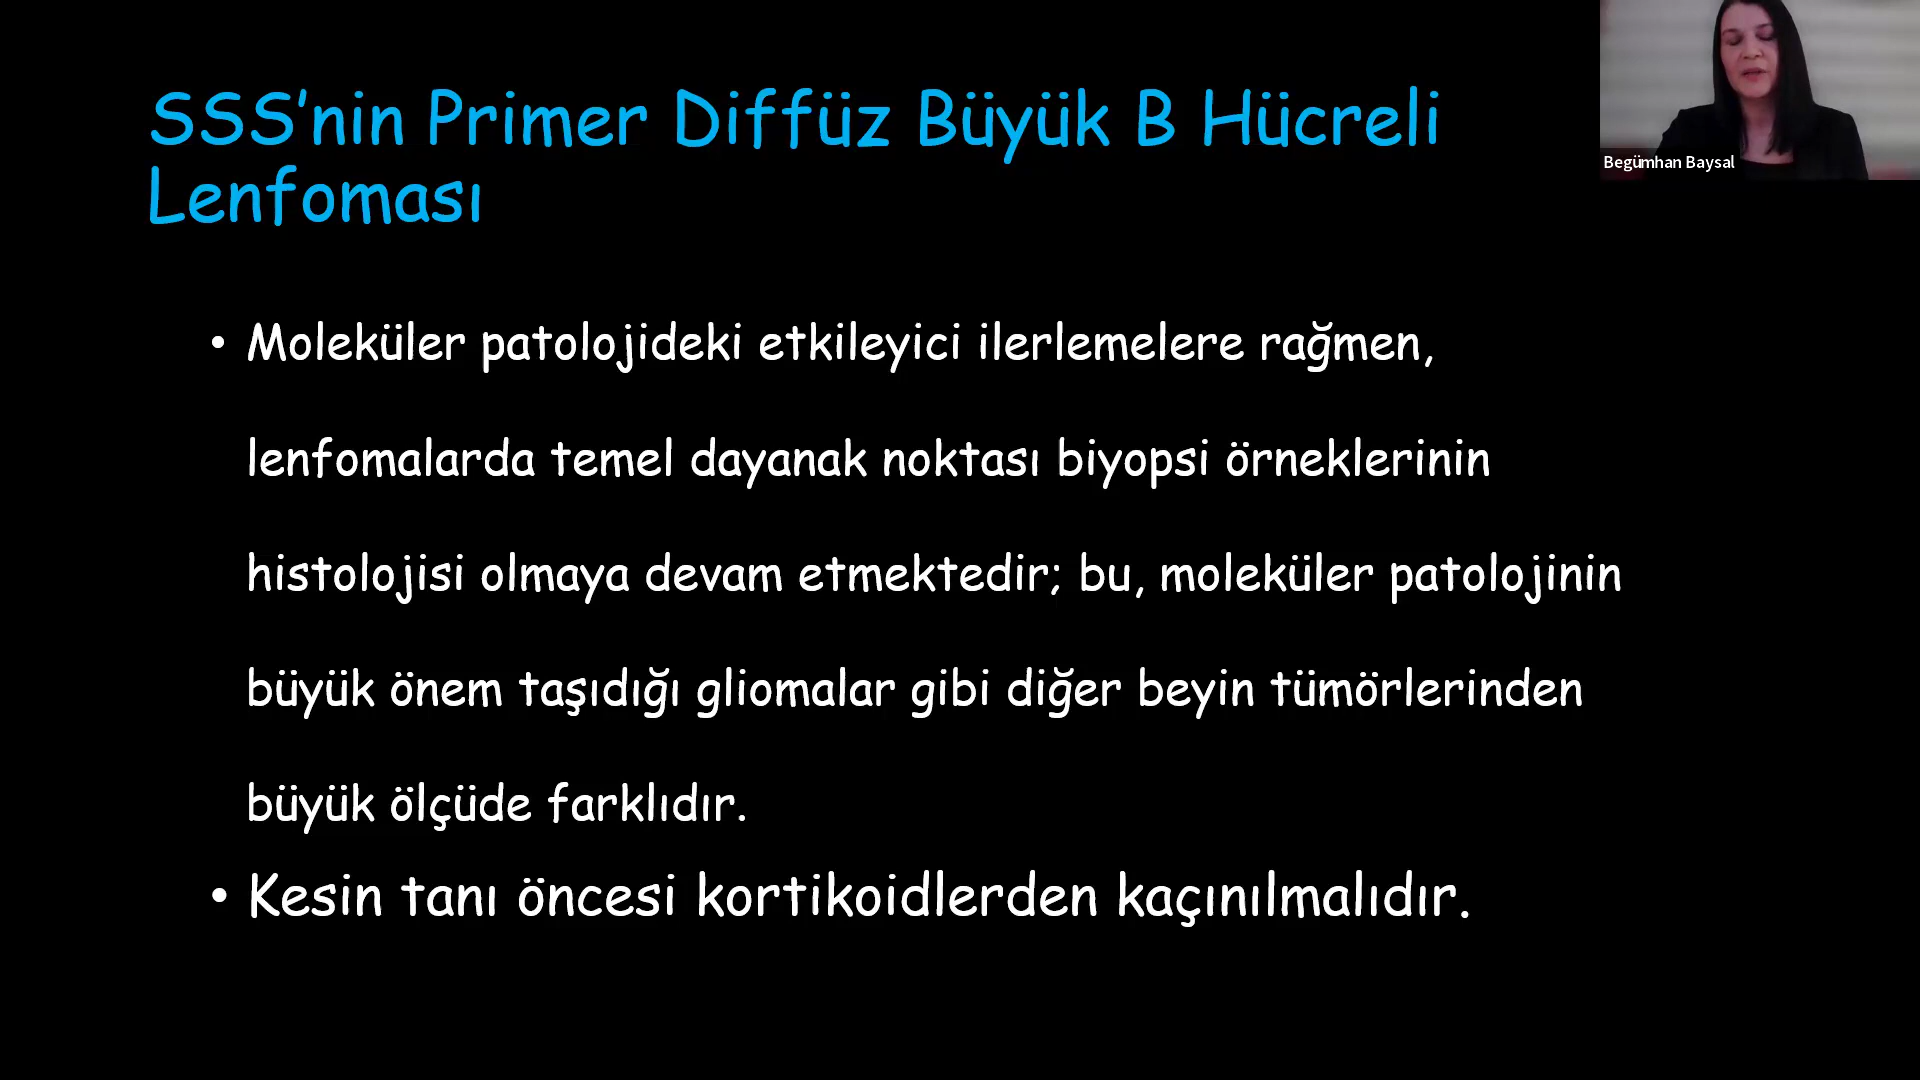 SSS’nin Primer Diffüz Büyük B Hücreli
Lenfoması
Begümhan Baysal
• Moleküler patolojideki etkileyici ilerlemelere rağmen,
lenfomalarda temel dayanak noktası biyopsi örneklerinin
histolojisi olmaya devam etmektedir; bu, moleküler patolojinin
büyük önem taşıdığı gliomalar gibi diğer beyin tümörlerinden
büyük ölçüde farklıdır.
• Kesin tanı öncesi kortikoidlerden kaçınılmalıdır.